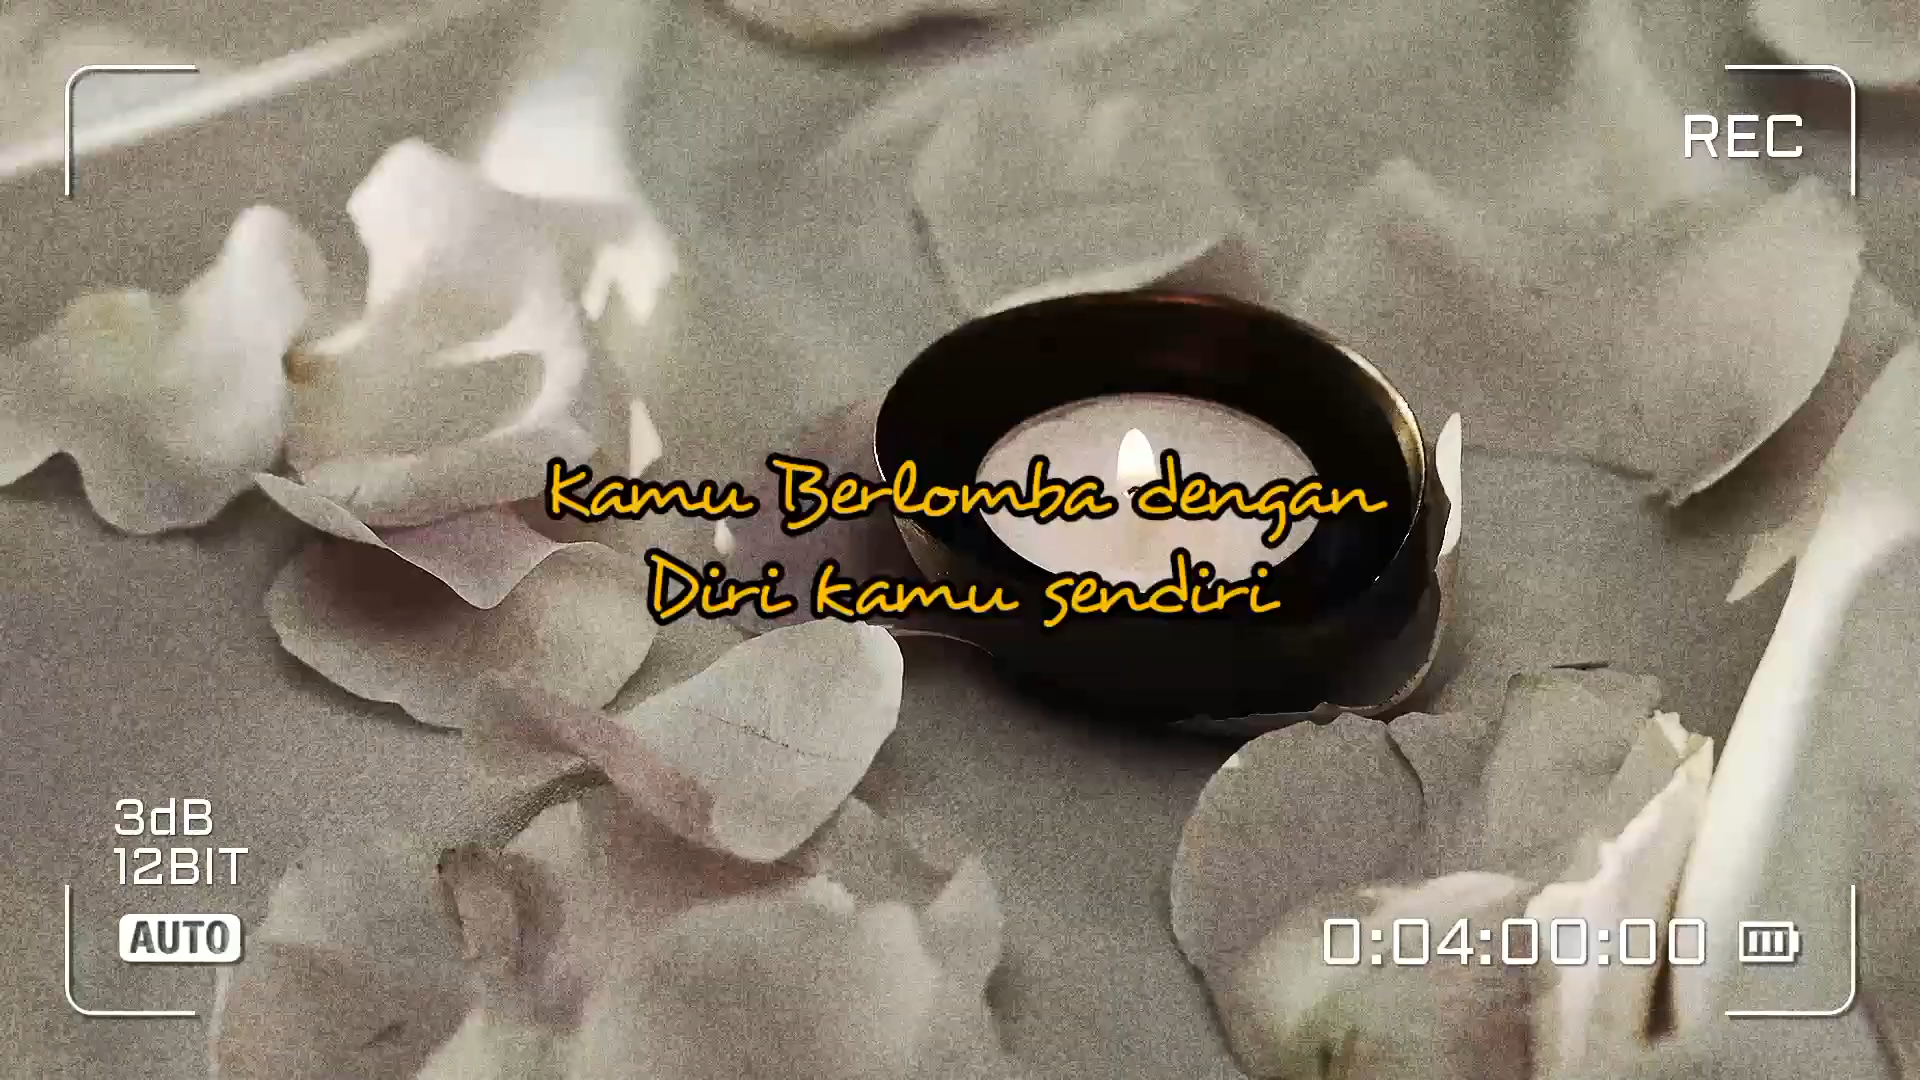 REC
Kamu Berlomba dengan
Diri kamu sendiri
3dB
12BIT
AUTO
0:04:00:00